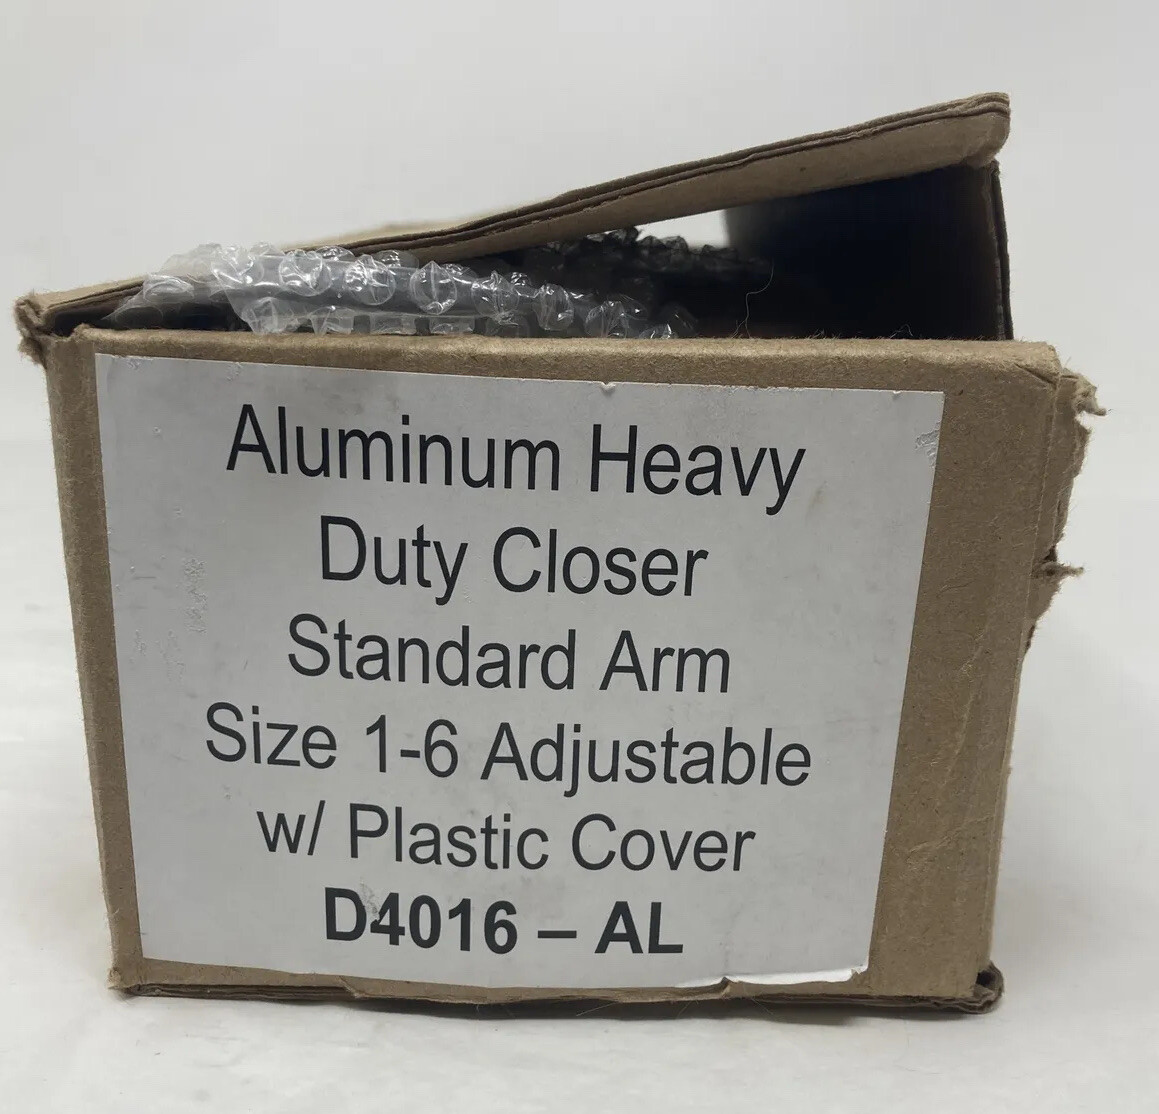 Aluminum Heavy
Duty Closer
Standard Arm
Size 1-6 Adjustable
w/ Plastic Cover
D4016 – AL